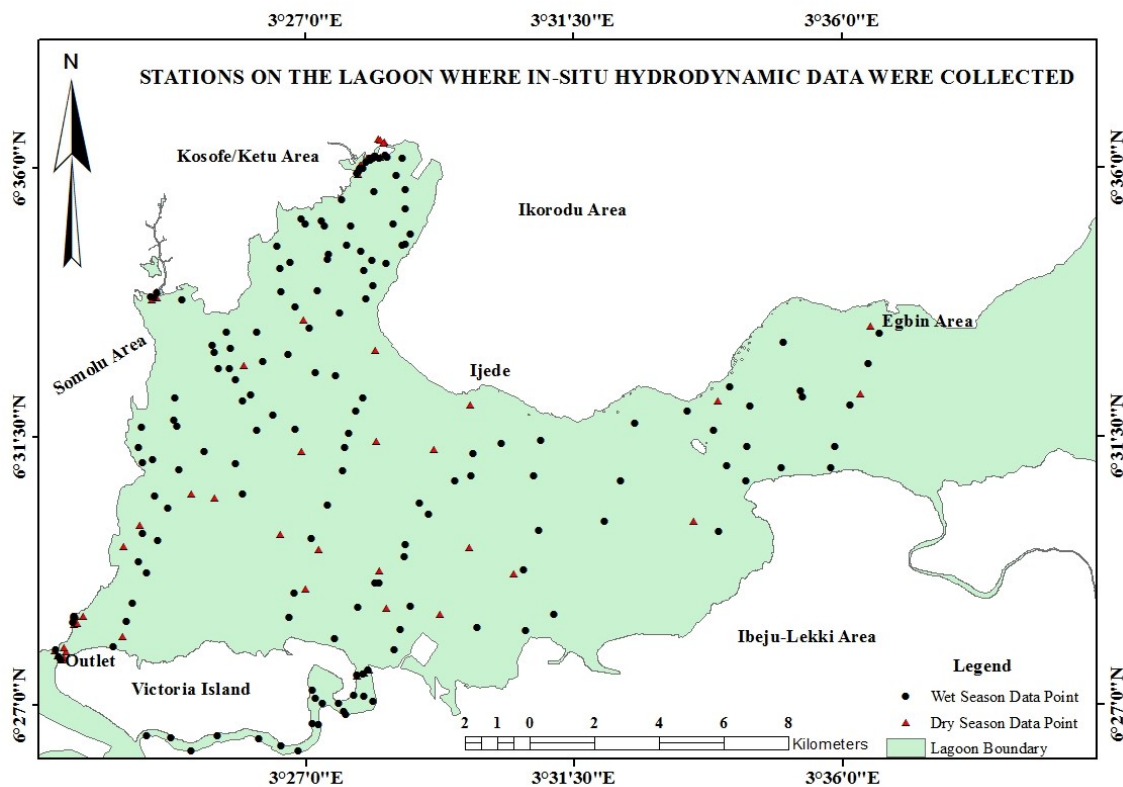 3°27'0"E
3°31'30"E
3°36'0"E
N
STATIONS ON THE LAGOON WHERE IN-SITU HYDRODYNAMIC DATA WERE COLLECTED
Kosofe/Ketu Area
6°36'0"N
6°36'0"N
Ikorodu Area
Egbin Area
Somolu Area
Ijede
6°31'30"N
6°31'30"N
Ibeju-Lekki Area
Outlet
Legend
Victoria Island
Wet Season Data Point
6°27'0"N
6°27'0"N
2 1 0 2 4 6 8
Dry Season Data Point
Kilometers
Lagoon Boundary
3°27'0"E
3°31'30"E
3°36'0"E